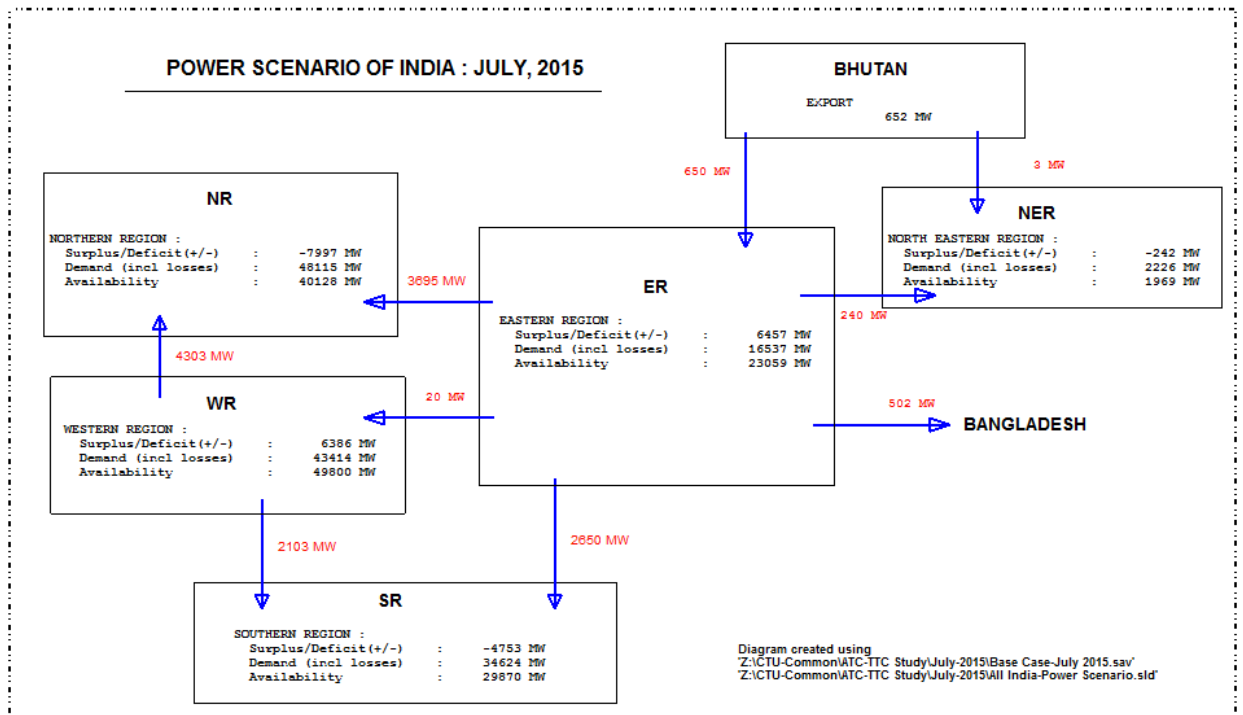 POWER SCENARIO OF INDIA : JULY, 2015
BHUTAN
EXPORT
652 MW
650 MW
3 MW
NR
NORTHERN REGION :
Surplus/Deficit(+/-) : -7997 MW
Demand (incl losses) : 48115 MW
Availability : 40128 MW
NER
NORTH EASTERN REGION :
Surplus/Deficit(+/-) : -242 MW
Demand (incl losses) : 2226 MW
Availability : 1969 MW
3695 MW
ER
EASTERN REGION :
Surplus/Deficit(+/-) : 6457 MW
Demand (incl losses) : 16537 MW
Availability : 23059 MW
240 MW
4303 MW
WR
WESTERN REGION :
Surplus/Deficit(+/-) : 6386 MW
Demand (incl losses) : 43414 MW
Availability : 49800 MW
20 MW
502 MW
BANGLADESH
2103 MW
2650 MW
SR
SOUTHERN REGION :
Surplus/Deficit(+/-) : -4753 MW
Demand (incl losses) : 34624 MW
Availability : 29870 MW
Diagram created using
'Z:\CTU-Common\ATC-TTC Study\July-2015\Base Case-July 2015.sav'
'Z:\CTU-Common\ATC-TTC Study\July-2015\All India-Power Scenario.sld'